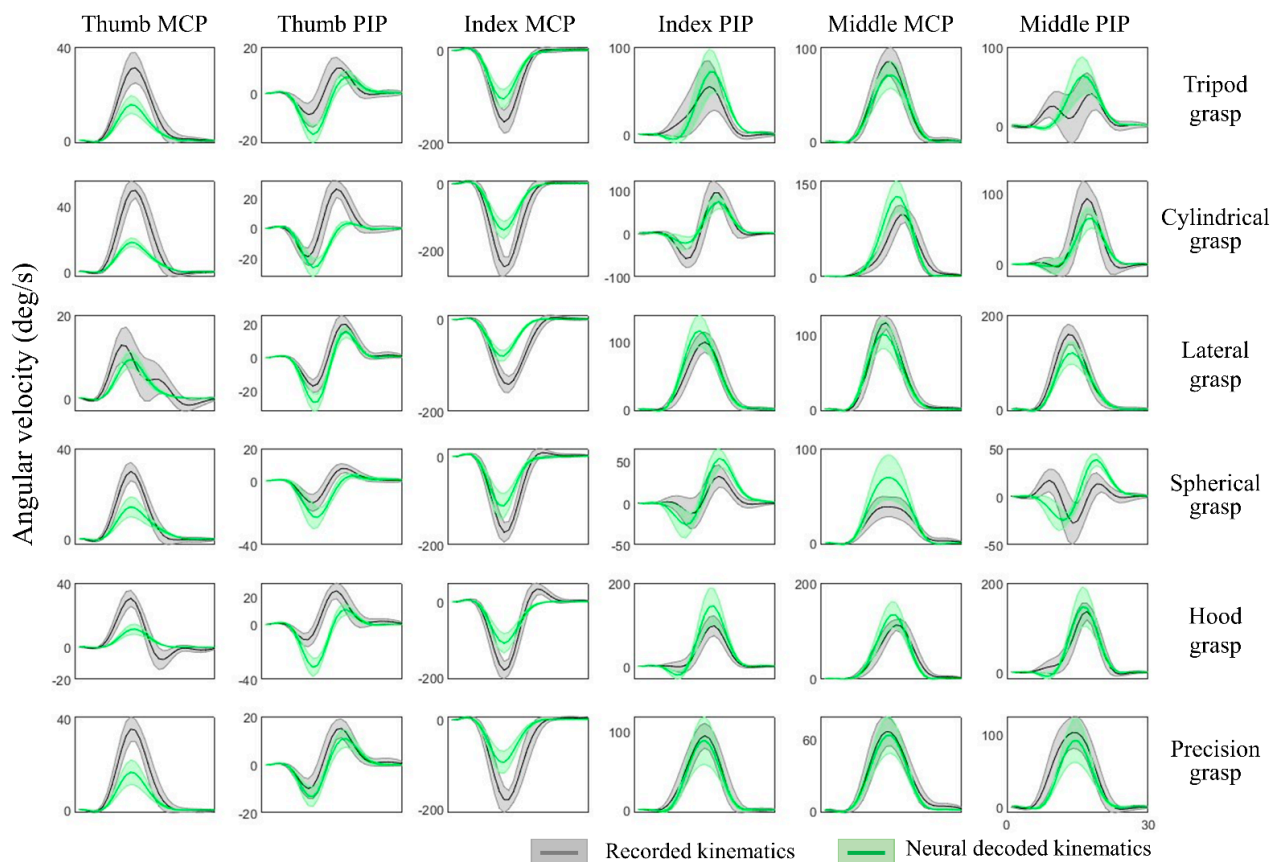 Thumb MCP Thumb PIP Index MCP Index PIP Middle MCP Middle PIP
40 20 0 100 100 100
Tripod
grasp
0 -20 -200 0 0 0
Cylindrical
grasp
40 20 0 100 150 100
0 0 -200 0 0 0
-20 -100
Lateral
grasp
20 20 0 100 100 200
0 0 -200 0 0 0
-20
Spherical
grasp
40 20 0 50 100 50
0 0 -200 0 0 0
-40 -50 -50
Hood
grasp
40 20 0 200 200 200
20 0 -200 0 0 0
0 -20
-20 -40
Precision
grasp
40 20 0 100 60 100
0 0 -200 0 0 0
-20
0 30
Angular velocity (deg/s)
Recorded kinematics Neural decoded kinematics